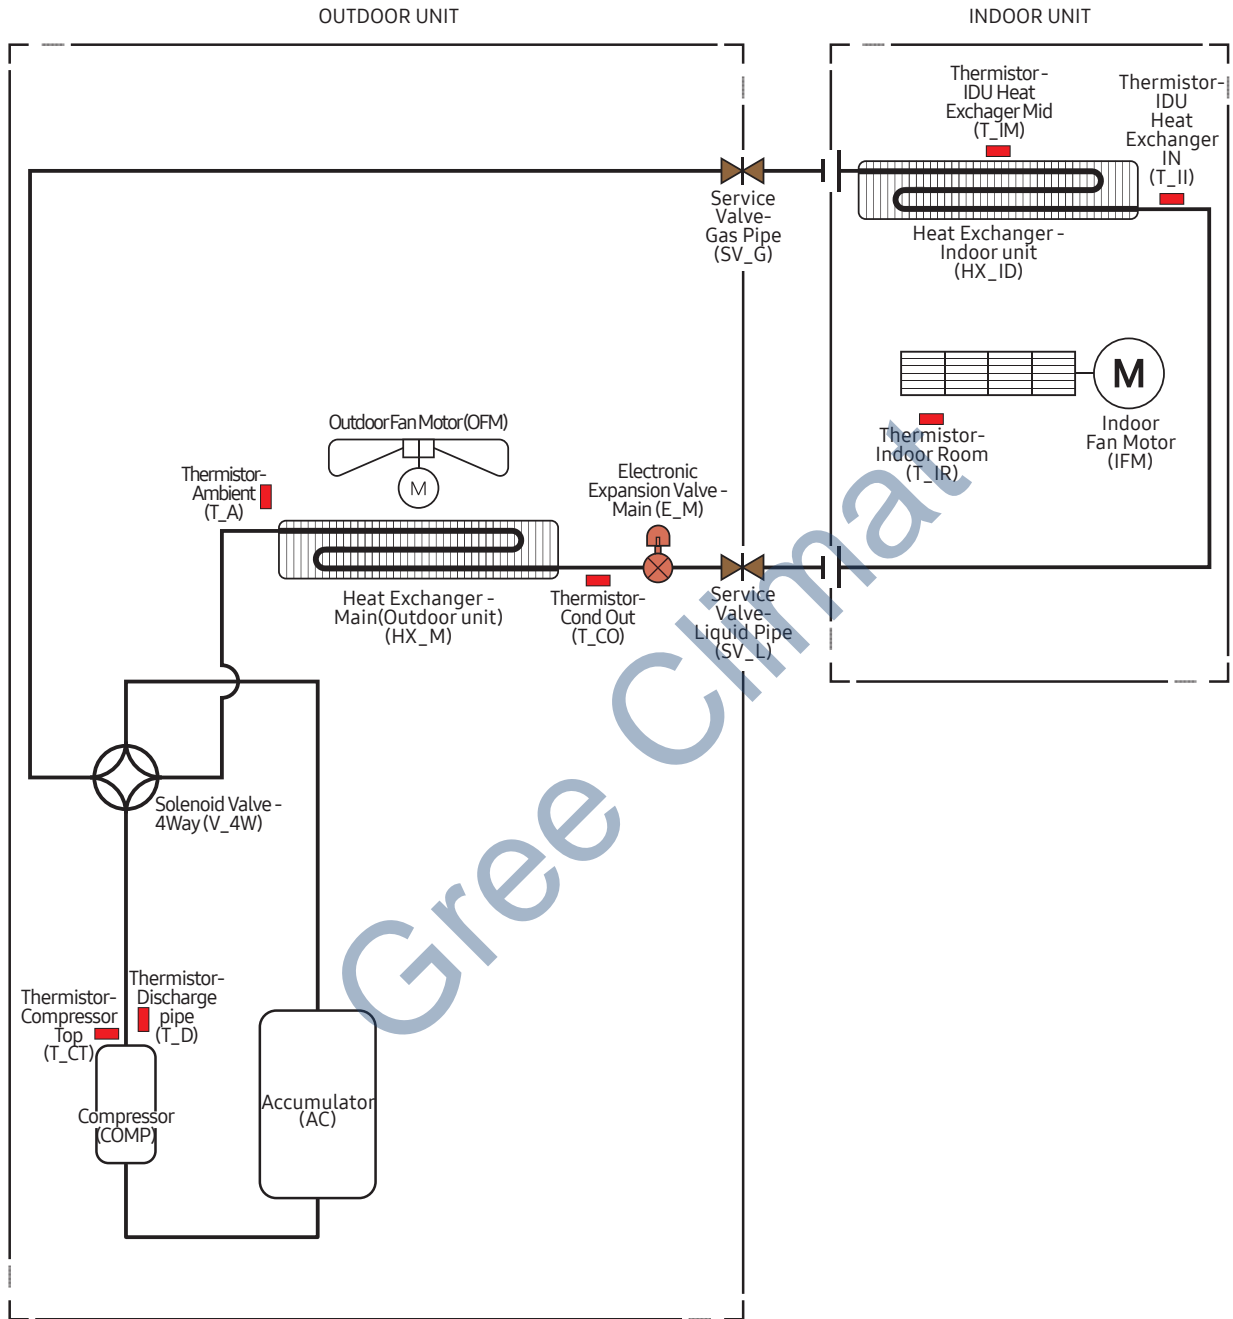 OUTDOOR UNIT
INDOOR UNIT
Thermistor-
IDU Heat
Exchager Mid
(T_IM)
Thermistor-
IDU
Heat
Exchanger
IN
(T_II)
Service
Valve-
Gas Pipe
(SV_G)
Heat Exchanger -
Indoor unit
(HX_ID)
M
Indoor
Fan Motor
(IFM)
Thermistor-
Indoor Room
(T_IR)
Outdoor Fan Motor(OFM)
M
Thermistor-
Ambient
(T_A)
Electronic
Expansion Valve -
Main (E_M)
Heat Exchanger -
Main(Outdoor unit)
(HX_M)
Thermistor-
Cond Out
(T_CO)
Service
Valve-
Liquid Pipe
(SV_L)
Solenoid Valve -
4Way (V_4W)
Thermistor-
Compressor
Top
(T_CT)
Thermistor-
Discharge
pipe
(T_D)
Compressor
(COMP)
Accumulator
(AC)
Gree Climat